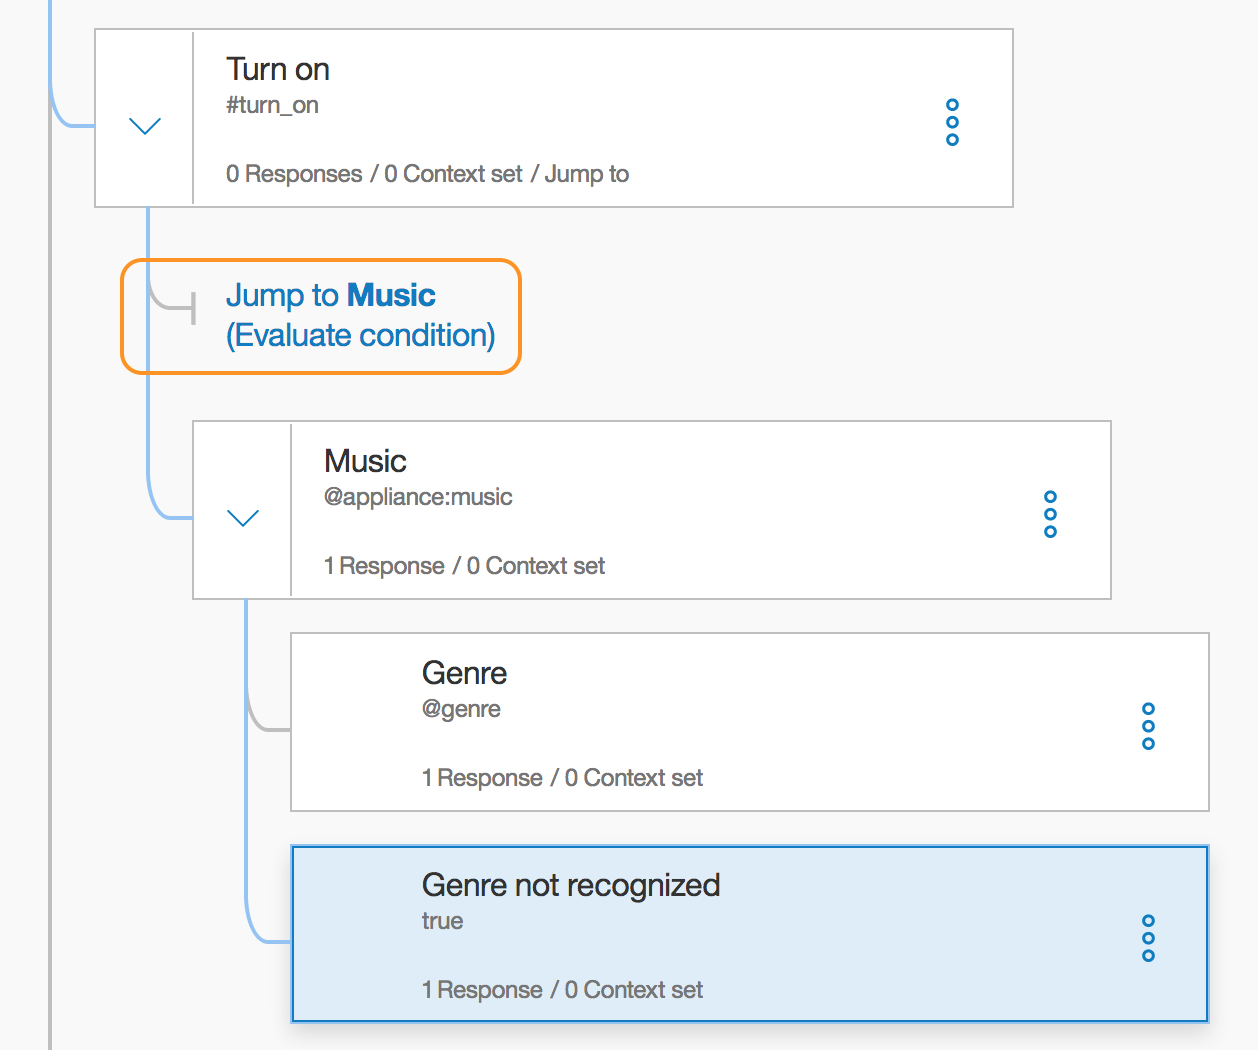 Turn on
#turn_on
0 Responses / 0 Context set / Jump to
Jump to Music
(Evaluate condition)
Music
@appliance:music
1 Response / 0 Context set
Genre
@genre
1 Response / 0 Context set
Genre not recognized
true
1 Response / 0 Context set